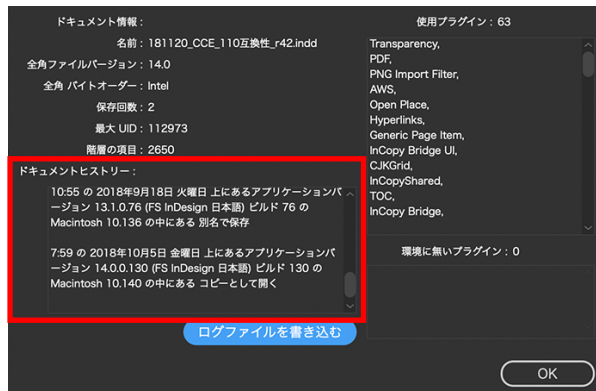 ドキュメント情報 :
名前 : 181120_CCE_110互換性_r42.indd
全角ファイルバージョン : 14.0
全角 バイトオーダー : Intel
保存回数 : 2
最大 UID : 112973
階層の項目 : 2650
ドキュメントヒストリー :
10:55 の 2018年9月18日 火曜日 上にあるアプリケーションバ
ージョン 13.1.0.76 (FS InDesign 日本語) ビルド 76 の
Macintosh 10.136 の中にある 別名で保存
7:59 の 2018年10月5日 金曜日 上にあるアプリケーションバ
ージョン 14.0.0.130 (FS InDesign 日本語) ビルド 130 の
Macintosh 10.140 の中にある コピーとして開く
ログファイルを書き込む
使用プラグイン : 63
Transparency,
PDF,
PNG Import Filter,
AWS,
Open Place,
Hyperlinks,
Generic Page Item,
InCopy Bridge UI,
CJKGrid,
InCopyShared,
TOC,
InCopy Bridge,
環境に無いプラグイン : 0
OK